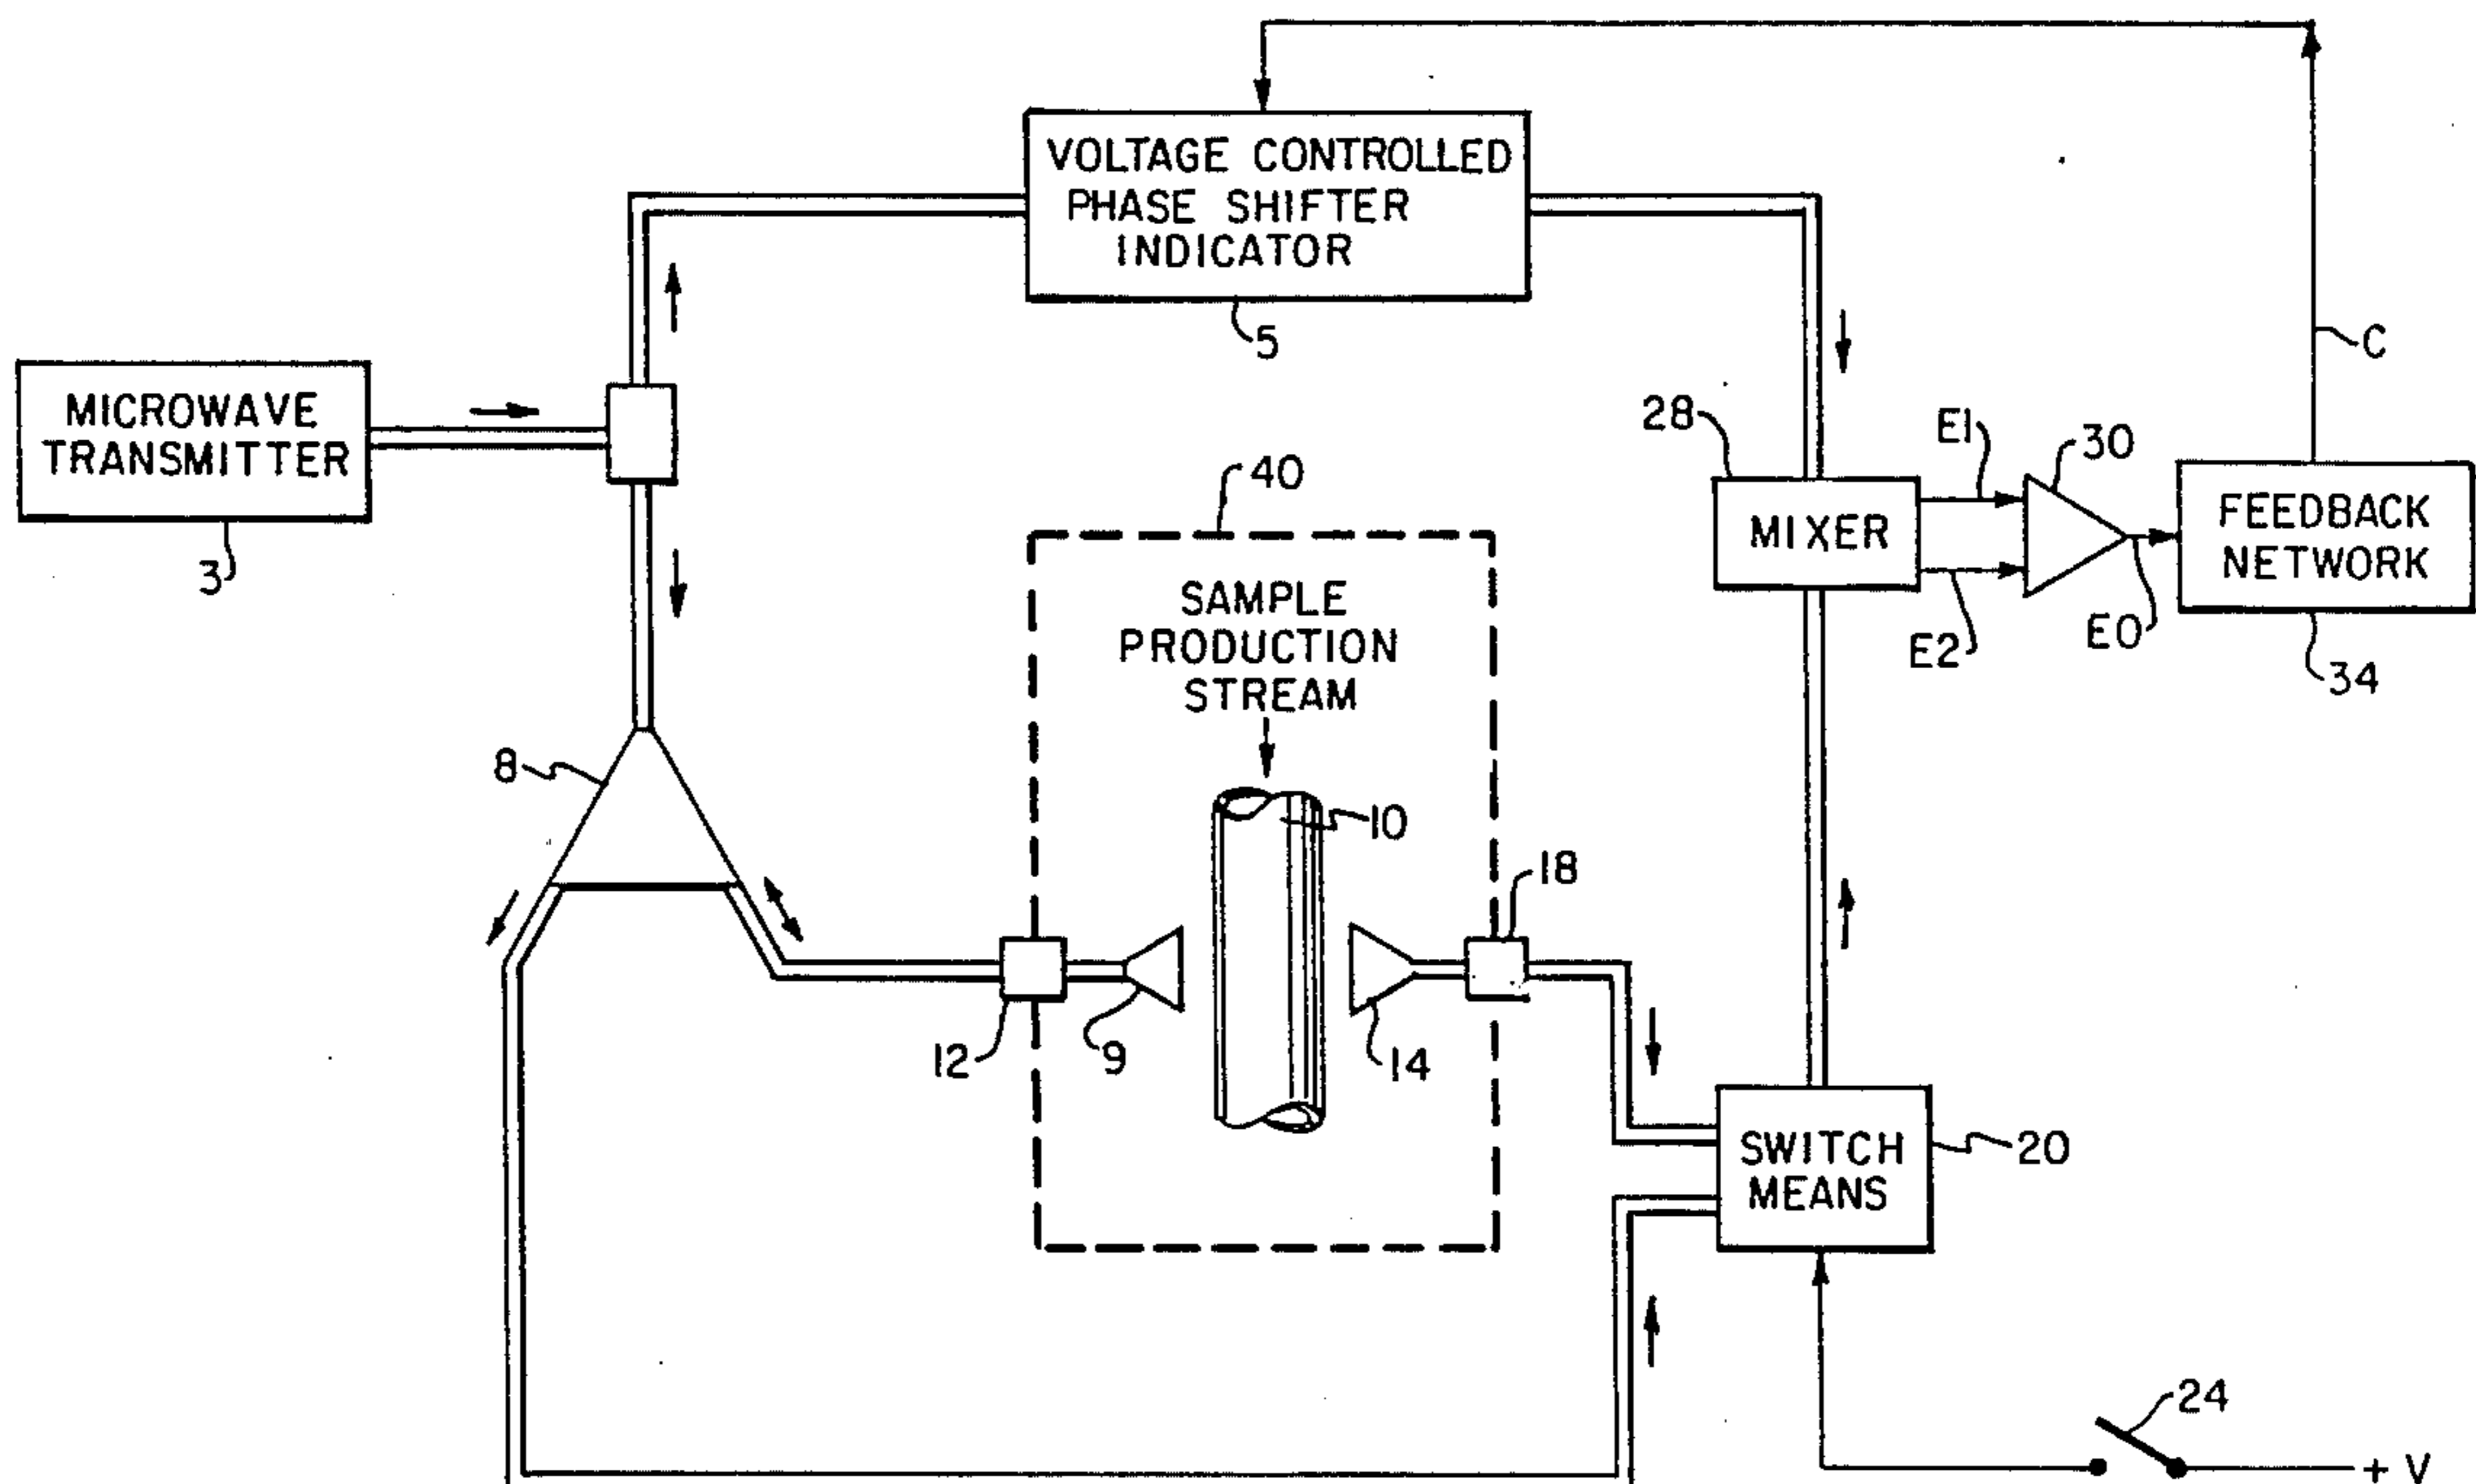 VOLTAGE CONTROLLED
PHASE SHIFTER
INDICATOR
5
C
MICROWAVE
TRANSMITTER
3
28
E1
30
MIXER
FEEDBACK
NETWORK
E2
E0
34
40
SAMPLE
PRODUCTION
STREAM
8
10
18
12
9
14
SWITCH
MEANS
20
24
+ V